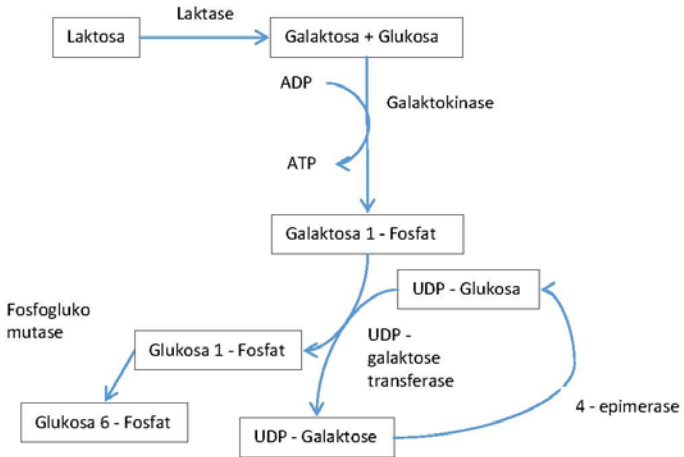 Laktase
Laktosa
Galaktosa + Glukosa
ADP
Galaktokinase
ATP
Galaktosa 1 - Fosfat
UDP - Glukosa
Fosfogluko
mutase
UDP -
galaktose
transferase
Glukosa 1 - Fosfat
4 - epimerase
Glukosa 6 - Fosfat
UDP - Galaktose